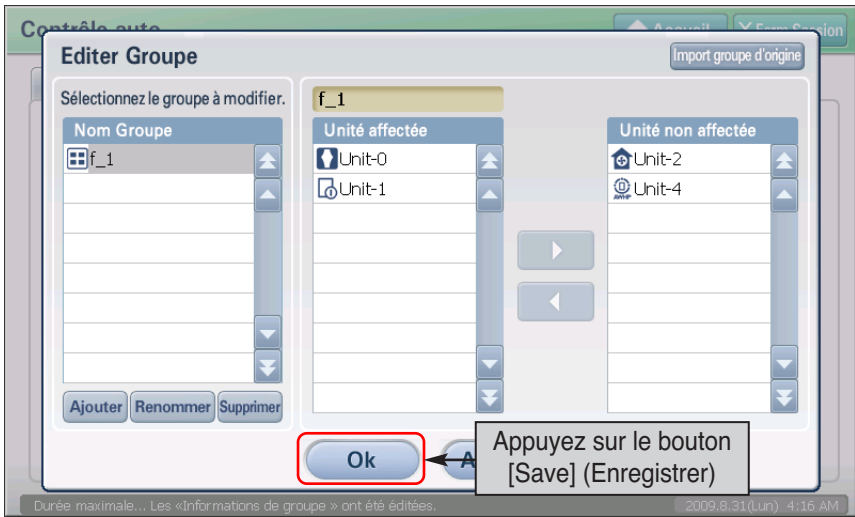 Contrôle auto
Accueil
Ferm Session
Editer Groupe
Import groupe d'origine
Sélectionnez le groupe à modifier.
f_1
Nom Groupe
Unité affectée
Unité non affectée
f_1
Unit-0
Unit-2
Unit-1
AWHP
Unit-4
Ajouter
Renommer
Supprimer
Ok
A
Appuyez sur le bouton
[Save] (Enregistrer)
Durée maximale... Les «Informations de groupe » ont été éditées.
2009.8.31(Lun) 4:16 AM